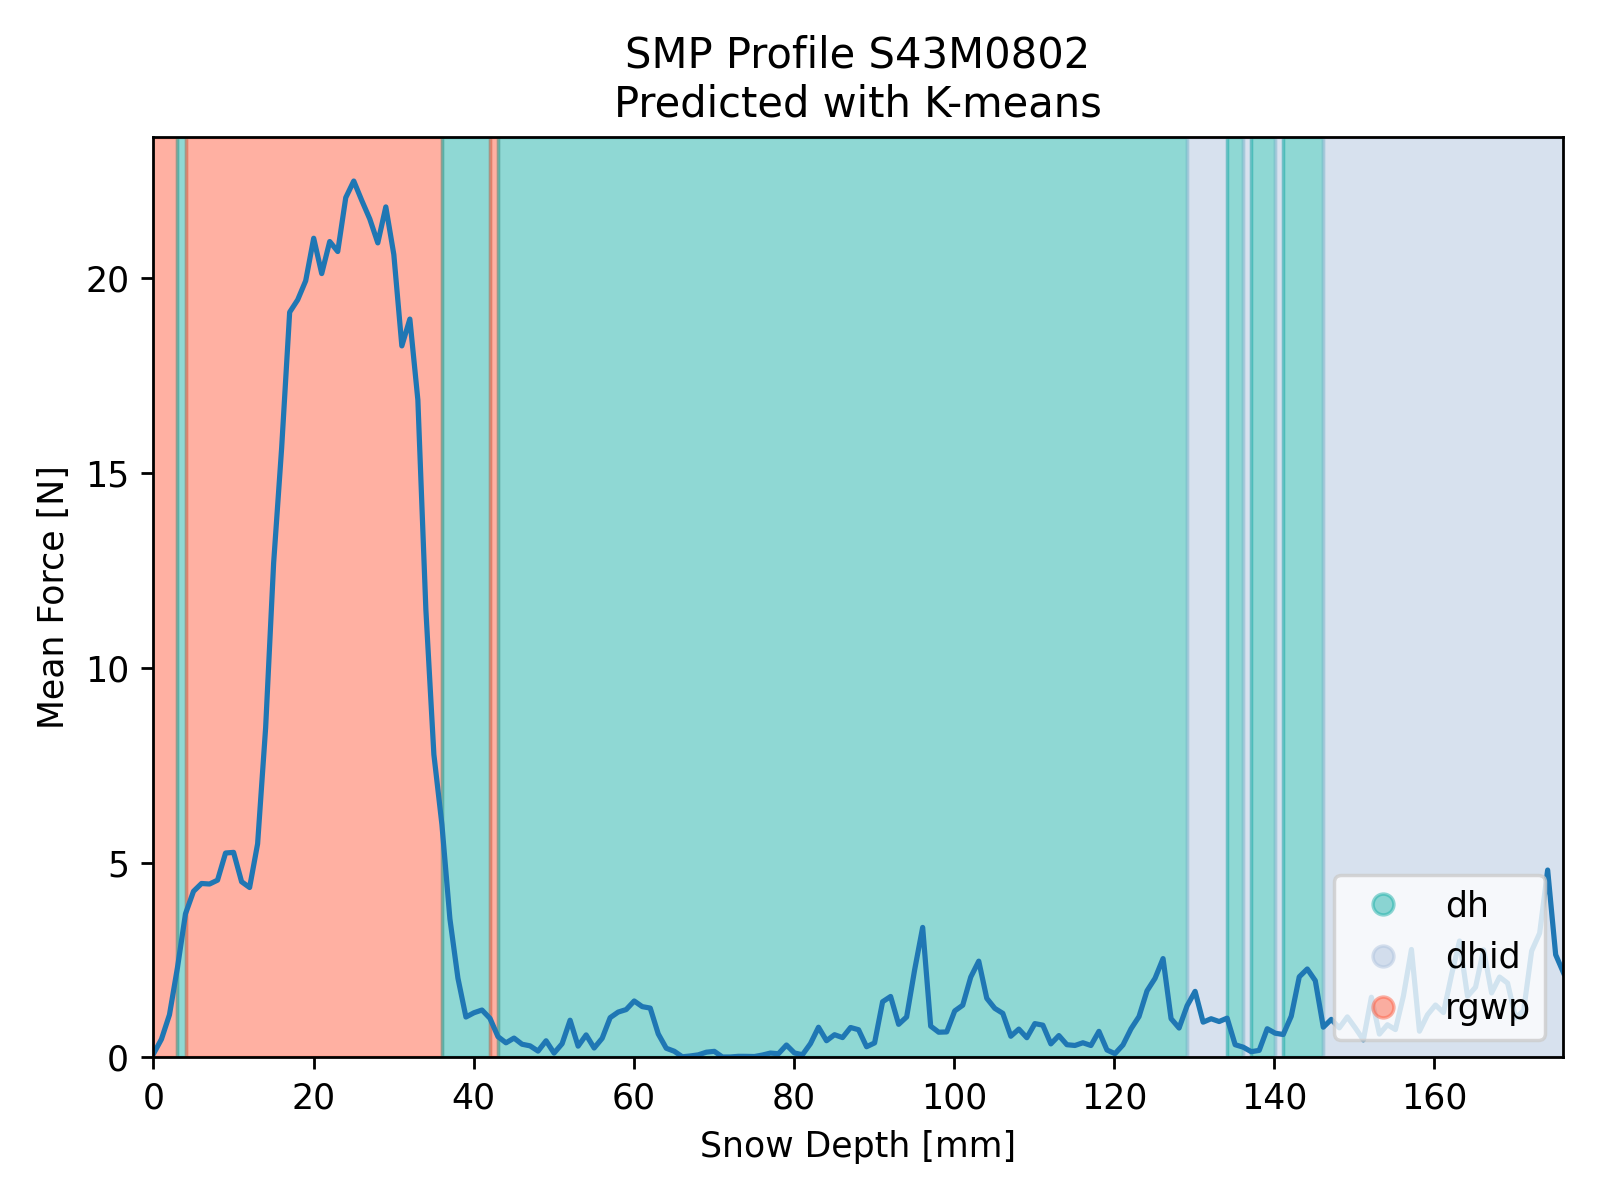 SMP Profile S43M0802
Predicted with K-means
Mean Force [N]
20
15
10
5
0
0 20 40 60 80 100 120 140 160
Snow Depth [mm]
dh
dhid
rgwp